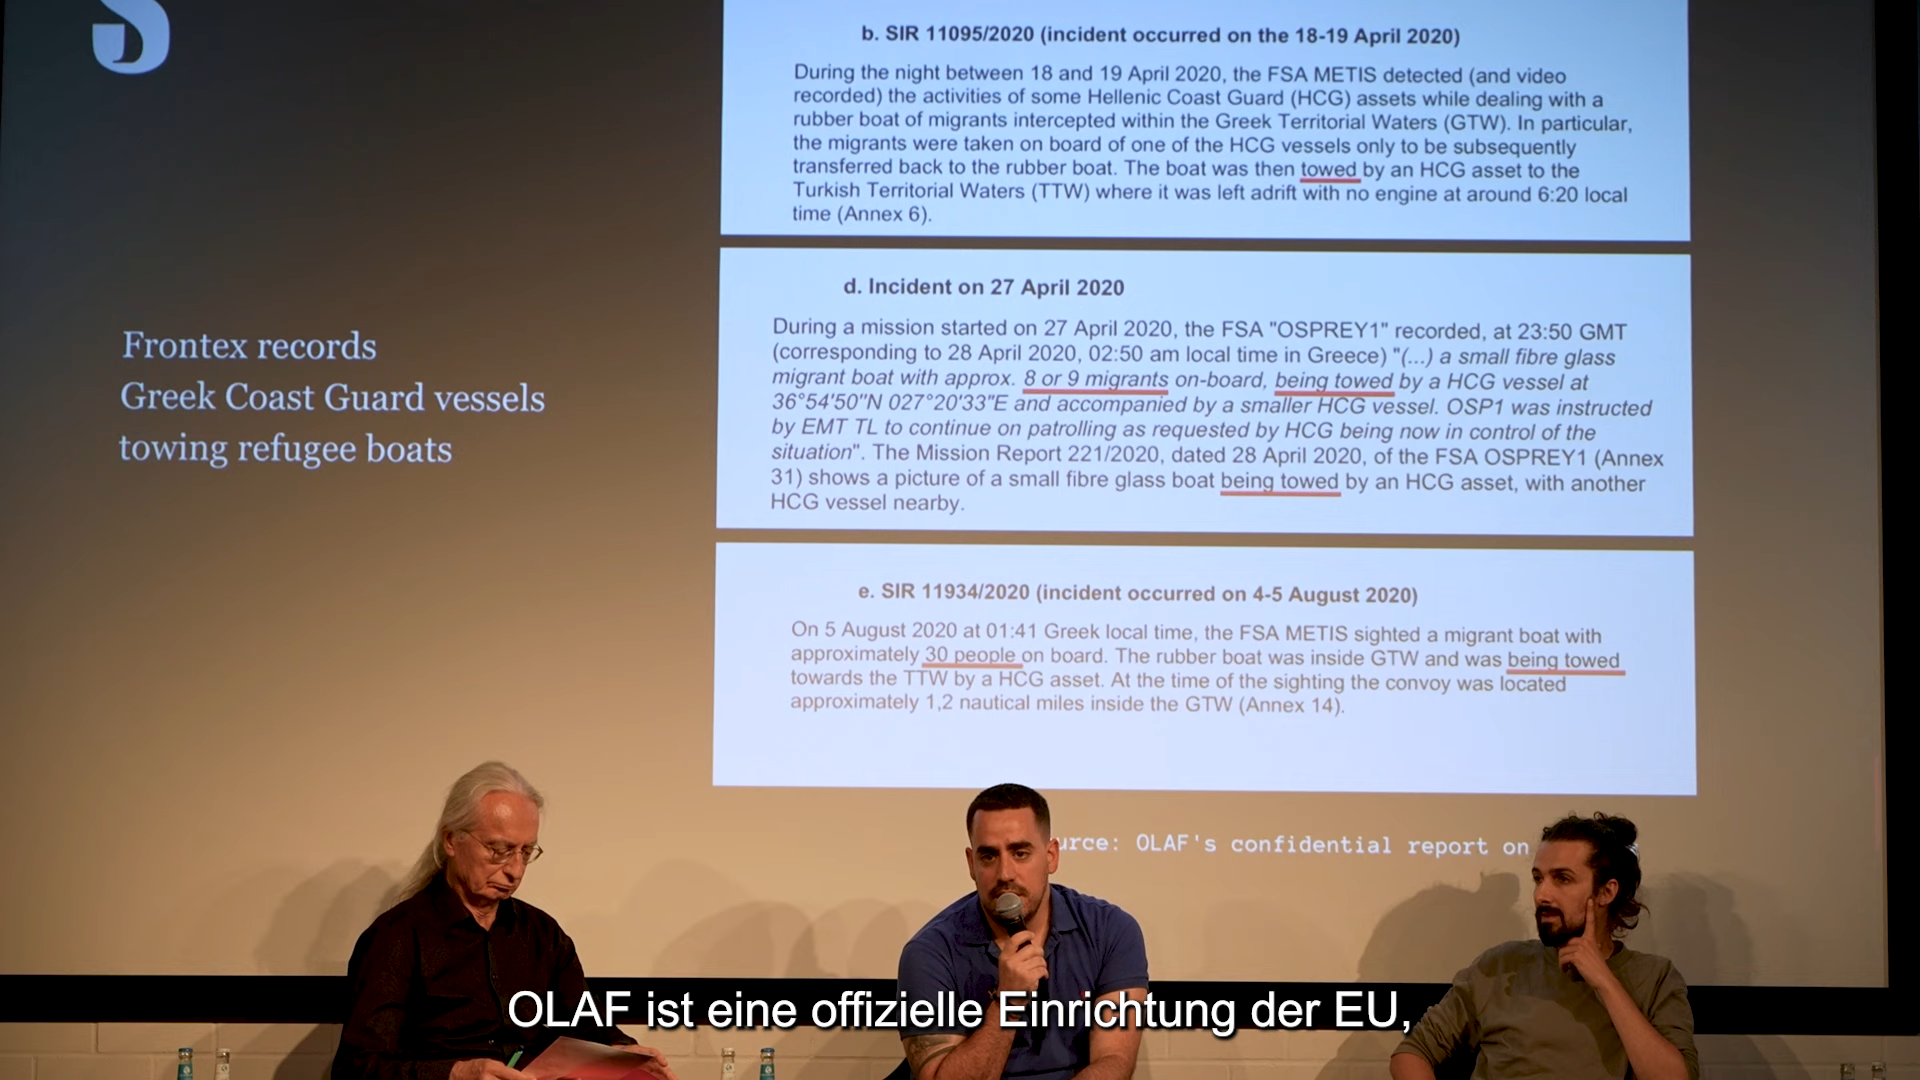 Frontex records
Greek Coast Guard vessels
towing refugee boats
b. SIR 11095/2020 (incident occurred on the 18-19 April 2020)
During the night between 18 and 19 April 2020, the FSA METIS detected (and video
recorded) the activities of some Hellenic Coast Guard (HCG) assets while dealing with a
rubber boat of migrants intercepted within the Greek Territorial Waters (GTW). In particular,
the migrants were taken on board of one of the HCG vessels only to be subsequently
transferred back to the rubber boat. The boat was then towed by an HCG asset to the
Turkish Territorial Waters (TTW) where it was left adrift with no engine at around 6:20 local
time (Annex 6).
d. Incident on 27 April 2020
During a mission started on 27 April 2020, the FSA "OSPREY1" recorded, at 23:50 GMT
(corresponding to 28 April 2020, 02:50 am local time in Greece) "(...) a small fibre glass
migrant boat with approx. 8 or 9 migrants on-board, being towed by a HCG vessel at
36°54'50"N 027°20'33"E and accompanied by a smaller HCG vessel. OSP1 was instructed
by EMT TL to continue on patrolling as requested by HCG being now in control of the
situation". The Mission Report 221/2020, dated 28 April 2020, of the FSA OSPREY1 (Annex
31) shows a picture of a small fibre glass boat being towed by an HCG asset, with another
HCG vessel nearby.
e. SIR 11934/2020 (incident occurred on 4-5 August 2020)
On 5 August 2020 at 01:41 Greek local time, the FSA METIS sighted a migrant boat with
approximately 30 people on board. The rubber boat was inside GTW and was being towed
towards the TTW by a HCG asset. At the time of the sighting the convoy was located
approximately 1,2 nautical miles inside the GTW (Annex 14).
urce: OLAF's confidential report on
OLAF ist eine offizielle Einrichtung der EU,